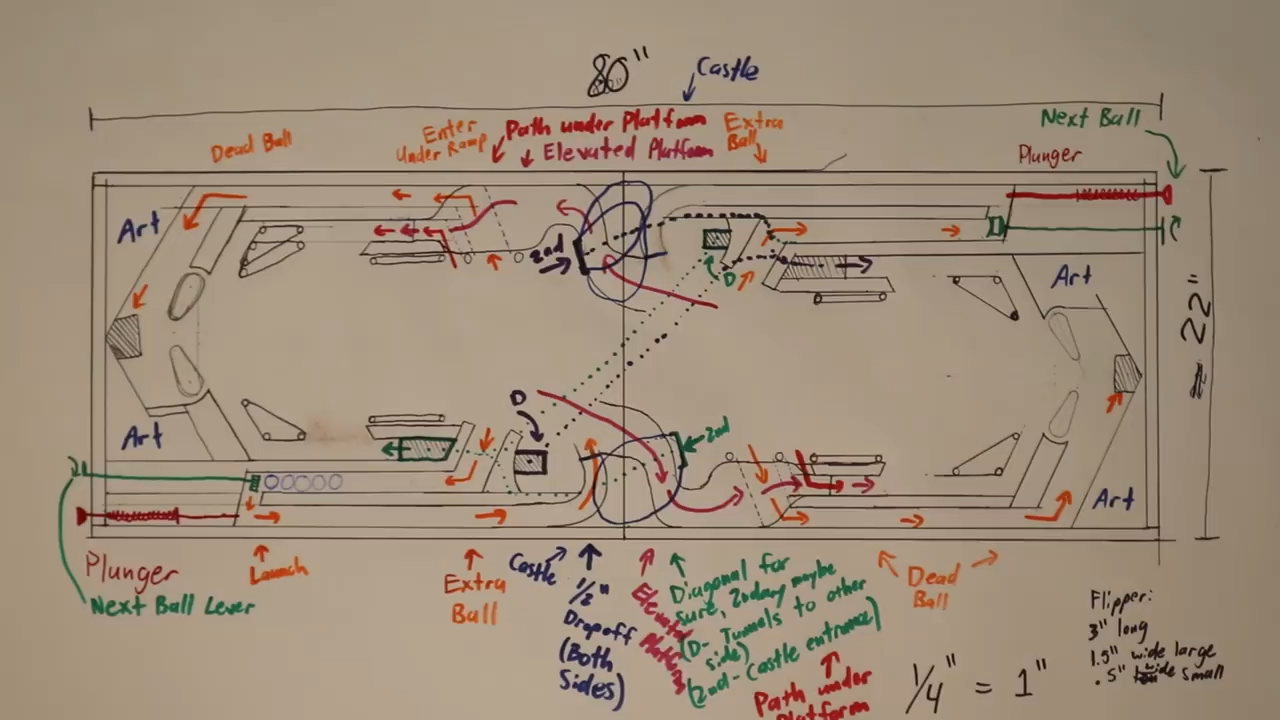 80"
Castle
Next Ball
Dead Ball
Enter
Under Ramp
Path under Platform
Elevated Platform
Extra
Ball
Plunger
Art
2nd
D
Art
22"
Art
D
2nd
Art
Plunger
Next Ball Lever
Launch
Extra
Ball
Castle
1/2"
Dropoff
(Both
Sides)
Diagonal for
sure, 2ndary maybe
(D- Tunnels to other
side)
(2nd- Castle entrance)
Path under
Platform
Dead
Ball
1/4" = 1"
Flipper:
3" long
1.5" wide large
.5" wide small